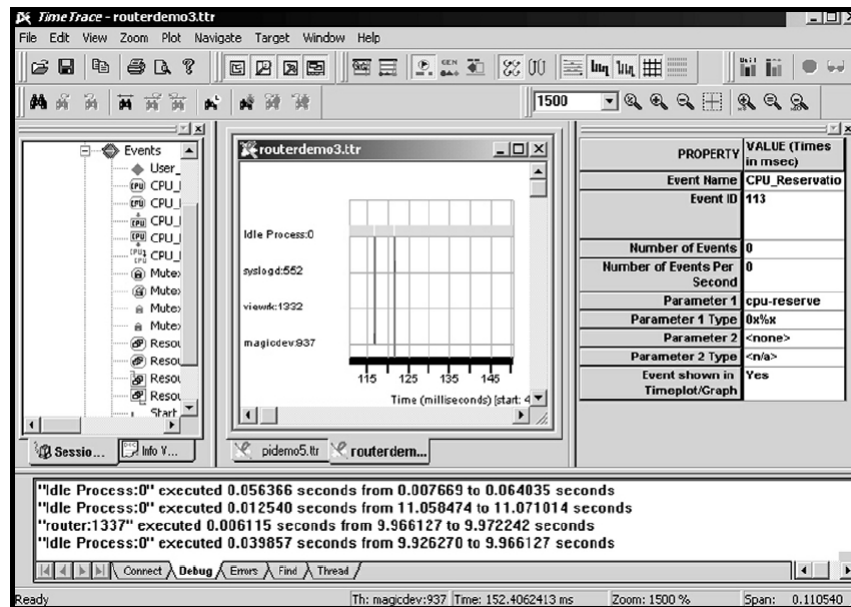 TimeTrace - routerdemo3.ttr
File Edit View Zoom Plot Navigate Target Window Help
1500
Events
User_
CPU_I
CPU_I
CPU_I
CPU_I
CPU_I
Mutex
Mutex
Mutex
Mutex
Resou
Resou
Resou
Resou
Start
Sessio...
Info V...
routerdemo3.ttr
Idle Process:0
syslogd:552
magicdev:937
115 125 135 145
Time (milliseconds) [start: 4
pidemo5.ttr
routerdem...
PROPERTY VALUE (Times in msec)
Event Name CPU_Reservatio
Event ID 113
Number of Events 0
Number of Events Per Second 0
Parameter 1 cpu-reserve
Parameter 1 Type 0x%x
Parameter 2 <none>
Parameter 2 Type <n/a>
Event shown in Timeplot/Graph Yes
"Idle Process:0" executed 0.056366 seconds from 0.007669 to 0.064035 seconds
"Idle Process:0" executed 0.012540 seconds from 11.058474 to 11.071014 seconds
"router:1337" executed 0.006115 seconds from 9.966127 to 9.972242 seconds
"Idle Process:0" executed 0.039857 seconds from 9.926270 to 9.966127 seconds
Connect Debug Errors Find Thread
Ready Th: magicdev:937 Time: 152.4062413 ms Zoom: 1500 % Span: 0.110540